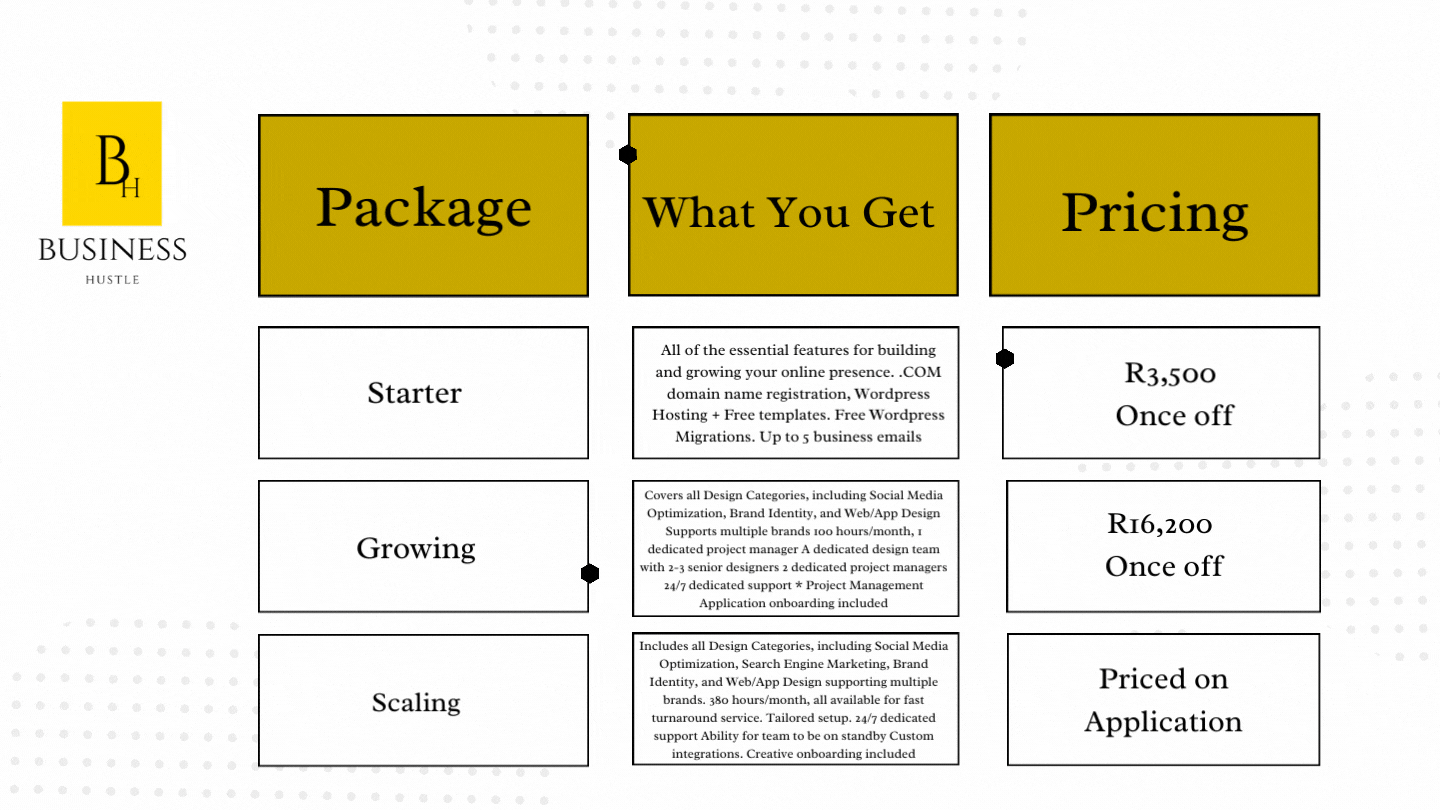 BH
BUSINESS
HUSTLE
Package
What You Get
Pricing
Starter
All of the essential features for building
and growing your online presence. .COM
domain name registration, Wordpress
Hosting + Free templates. Free Wordpress
Migrations. Up to 5 business emails
R3,500
Once off
Growing
Covers all Design Categories, including Social Media
Optimization, Brand Identity, and Web/App Design
Supports multiple brands 100 hours/month, 1
dedicated project manager A dedicated design team
with 2-3 senior designers 2 dedicated project managers
24/7 dedicated support * Project Management
Application onboarding included
R16,200
Once off
Scaling
Includes all Design Categories, including Social Media
Optimization, Search Engine Marketing, Brand
Identity, and Web/App Design supporting multiple
brands. 380 hours/month, all available for fast
turnaround service. Tailored setup. 24/7 dedicated
support Ability for team to be on standby Custom
integrations. Creative onboarding included
Priced on
Application